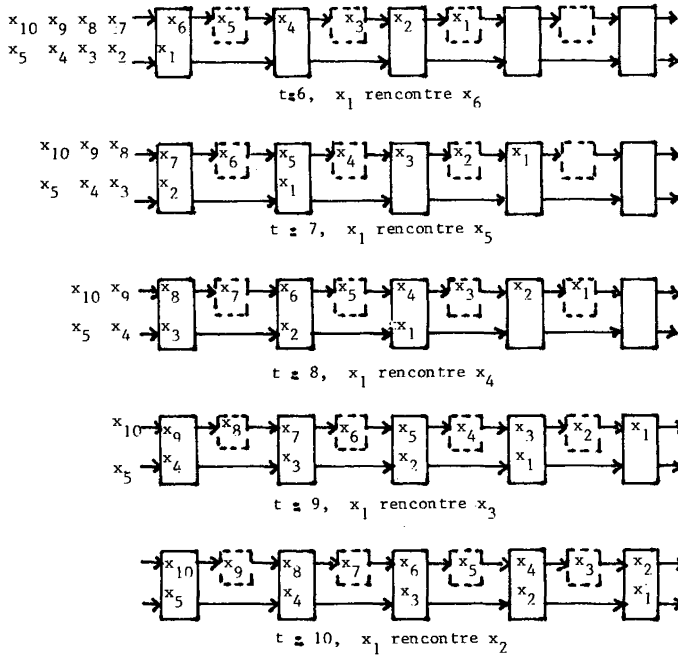 x10 x9 x8 x7 x6 x5 x4 x3 x2 x1
x5 x4 x3 x2 x1
t=6, x1 rencontre x6
x10 x9 x8 x7 x6 x5 x4 x3 x2 x1
x5 x4 x3 x2 x1
t = 7, x1 rencontre x5
x10 x9 x8 x7 x6 x5 x4 x3 x2 x1
x5 x4 x3 x2 x1
t = 8, x1 rencontre x4
x10 x9 x8 x7 x6 x5 x4 x3 x2 x1
x5 x4 x3 x2 x1
t = 9, x1 rencontre x3
x10 x9 x8 x7 x6 x5 x4 x3 x2
x5 x4 x3 x2 x1
t = 10, x1 rencontre x2